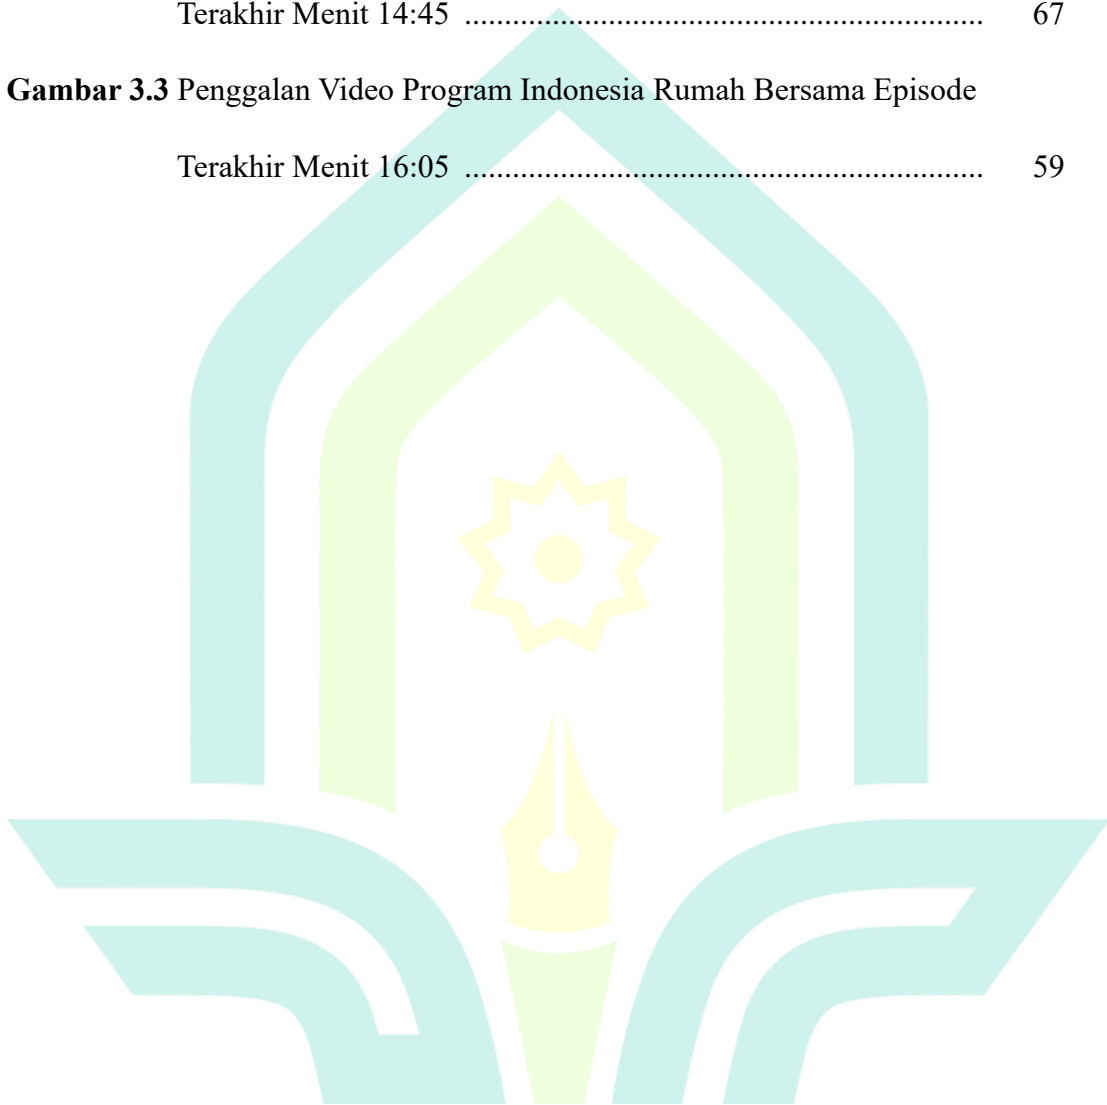 Terakhir Menit 14:45 ................................................................. 67
Gambar 3.3 Penggalan Video Program Indonesia Rumah Bersama Episode
Terakhir Menit 16:05 ................................................................. 59